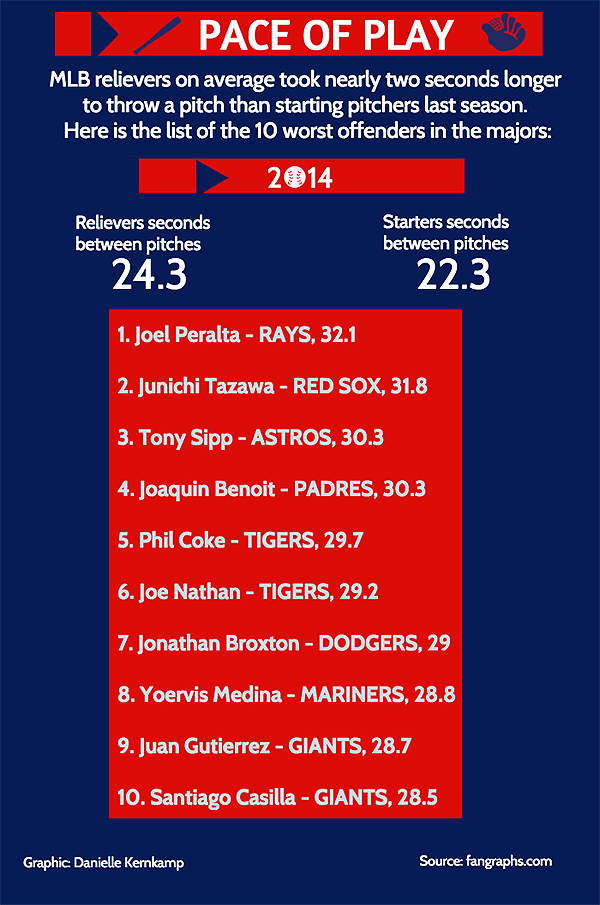 PACE OF PLAY
MLB relievers on average took nearly two seconds longer
to throw a pitch than starting pitchers last season.
Here is the list of the 10 worst offenders in the majors:
2014
Relievers seconds
between pitches
24.3
Starters seconds
between pitches
22.3
1. Joel Peralta - RAYS, 32.1
2. Junichi Tazawa - RED SOX, 31.8
3. Tony Sipp - ASTROS, 30.3
4. Joaquin Benoit - PADRES, 30.3
5. Phil Coke - TIGERS, 29.7
6. Joe Nathan - TIGERS, 29.2
7. Jonathan Broxton - DODGERS, 29
8. Yoervis Medina - MARINERS, 28.8
9. Juan Gutierrez - GIANTS, 28.7
10. Santiago Casilla - GIANTS, 28.5
Graphic: Danielle Kernkamp
Source: fangraphs.com